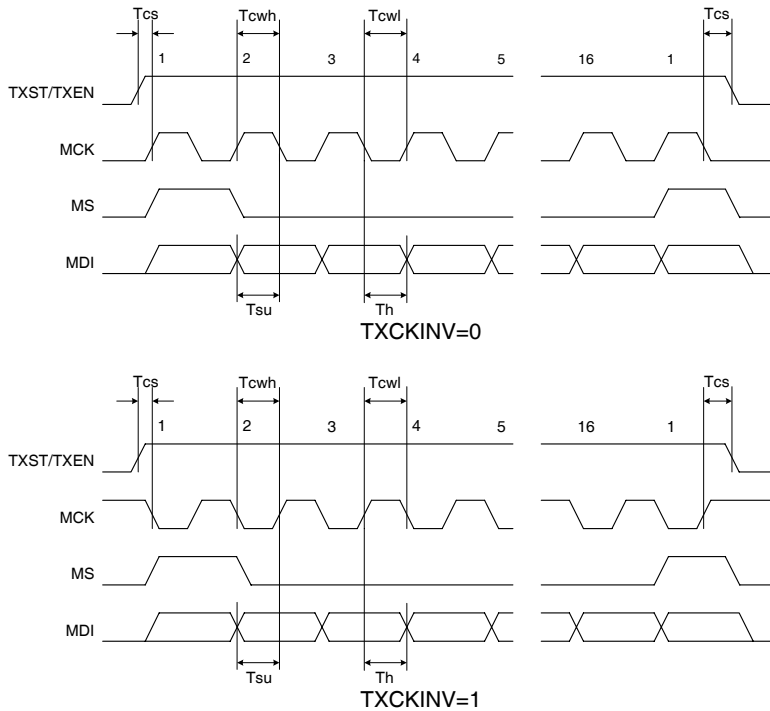 Tcs Tcwh Tcwl Tcs
1 2 3 4 5 16 1
TXST/TXEN
MCK
MS
MDI
Tsu Th
TXCKINV=0
Tcs Tcwh Tcwl Tcs
1 2 3 4 5 16 1
TXST/TXEN
MCK
MS
MDI
Tsu Th
TXCKINV=1